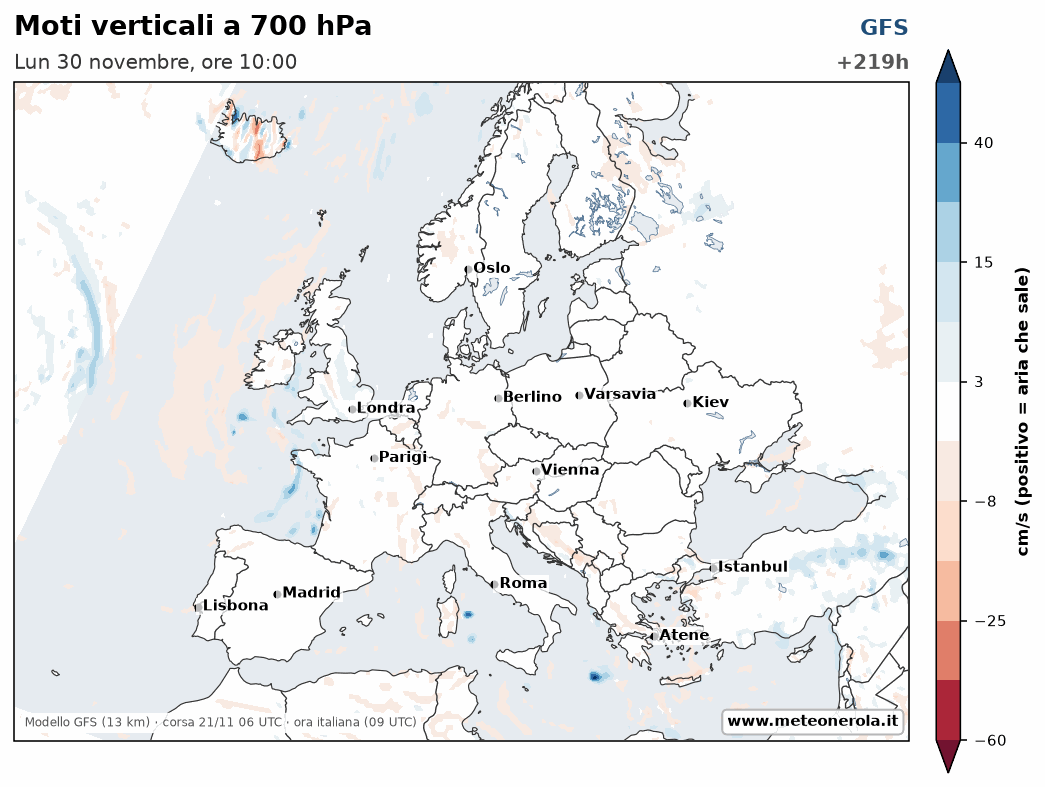 Moti verticali a 700 hPa
GFS
Lun 30 novembre, ore 10:00
+219h
40
15
3
−8
−25
−60
cm/s (positivo = aria che sale)
Oslo
Londra
Berlino
Varsavia
Kiev
Parigi
Vienna
Istanbul
Roma
Madrid
Lisbona
Atene
Modello GFS (13 km) · corsa 21/11 06 UTC · ora italiana (09 UTC)
www.meteonerola.it